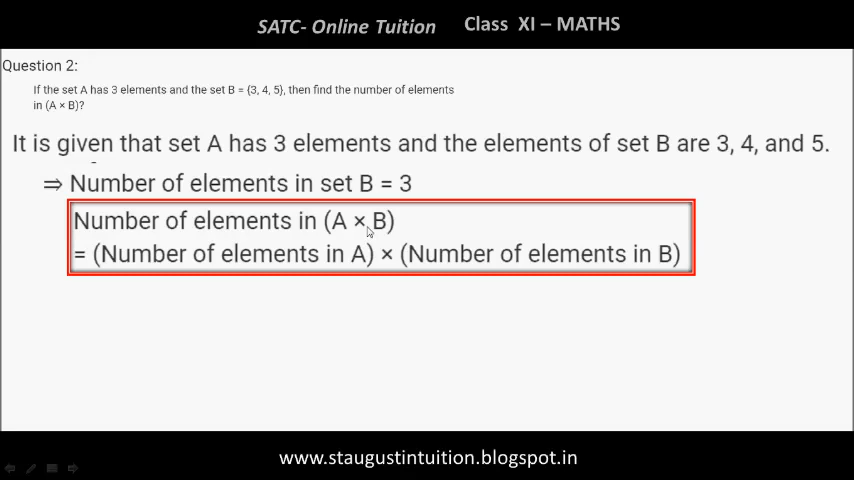 SATC- Online Tuition Class XI – MATHS
Question 2:
If the set A has 3 elements and the set B = {3, 4, 5}, then find the number of elements
in (A × B)?
It is given that set A has 3 elements and the elements of set B are 3, 4, and 5.
⇒ Number of elements in set B = 3
Number of elements in (A × B)
= (Number of elements in A) × (Number of elements in B)
www.staugustintuition.blogspot.in